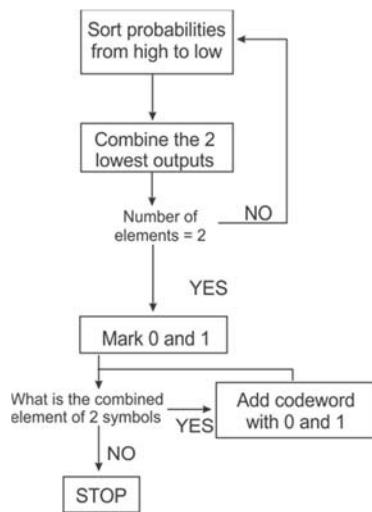 Sort probabilities
from high to low
Combine the 2
lowest outputs
Number of
elements = 2
NO
YES
Mark 0 and 1
What is the combined
element of 2 symbols
YES
Add codeword
with 0 and 1
NO
STOP